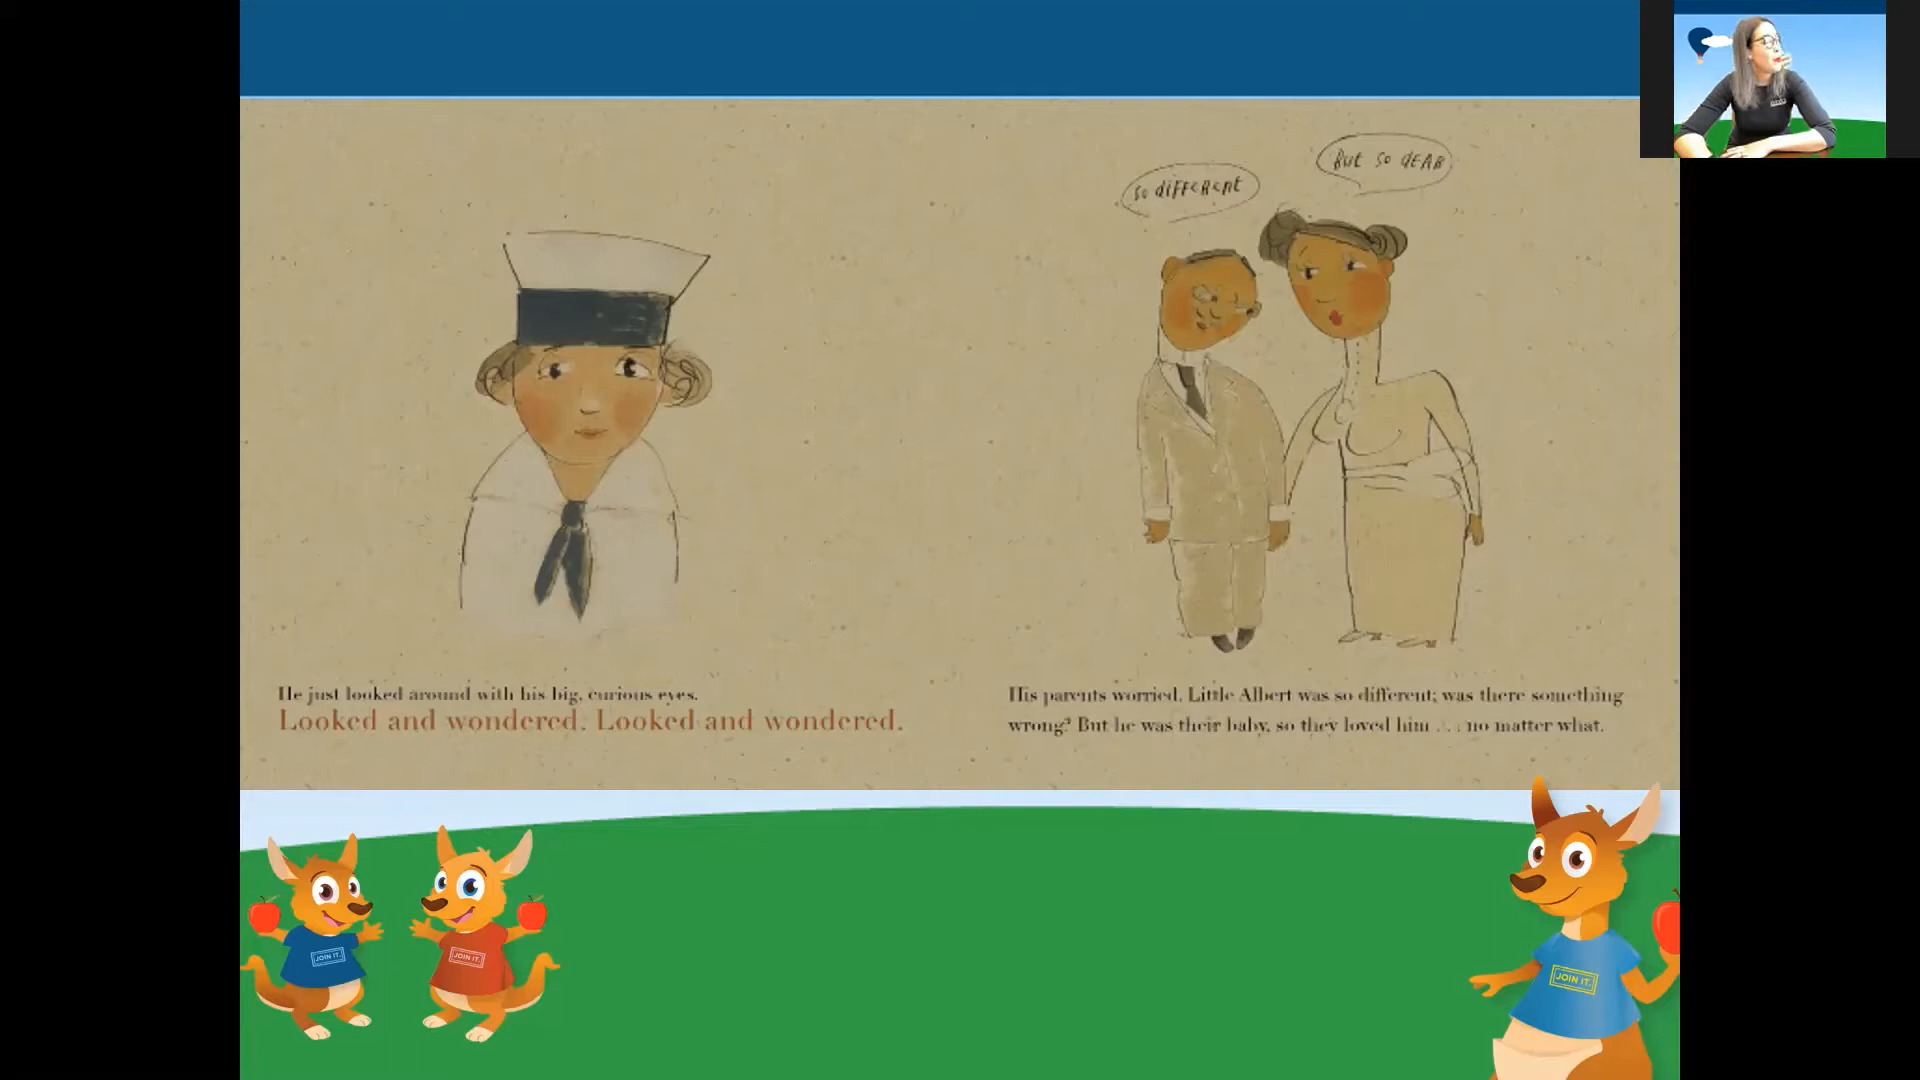 So diFFeRent
But So deAR
He just looked around with his big, curious eyes.
Looked and wondered. Looked and wondered.
His parents worried. Little Albert was so different; was there something
wrong? But he was their baby, so they loved him . . . no matter what.
JOIN IT.
JOIN IT.
JOIN IT.